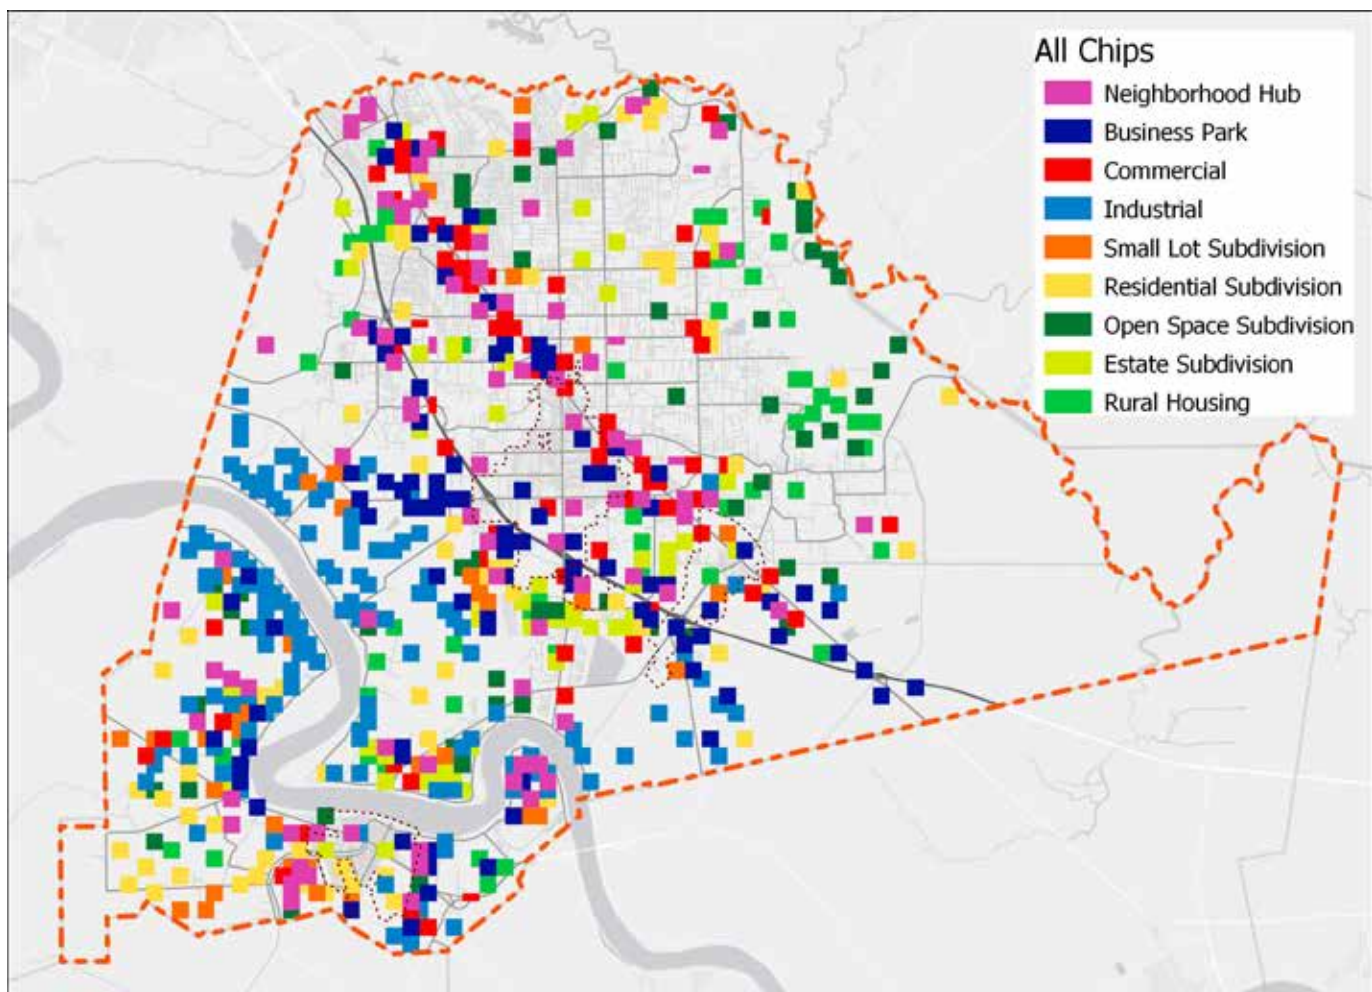 All Chips
Neighborhood Hub
Business Park
Commercial
Industrial
Small Lot Subdivision
Residential Subdivision
Open Space Subdivision
Estate Subdivision
Rural Housing